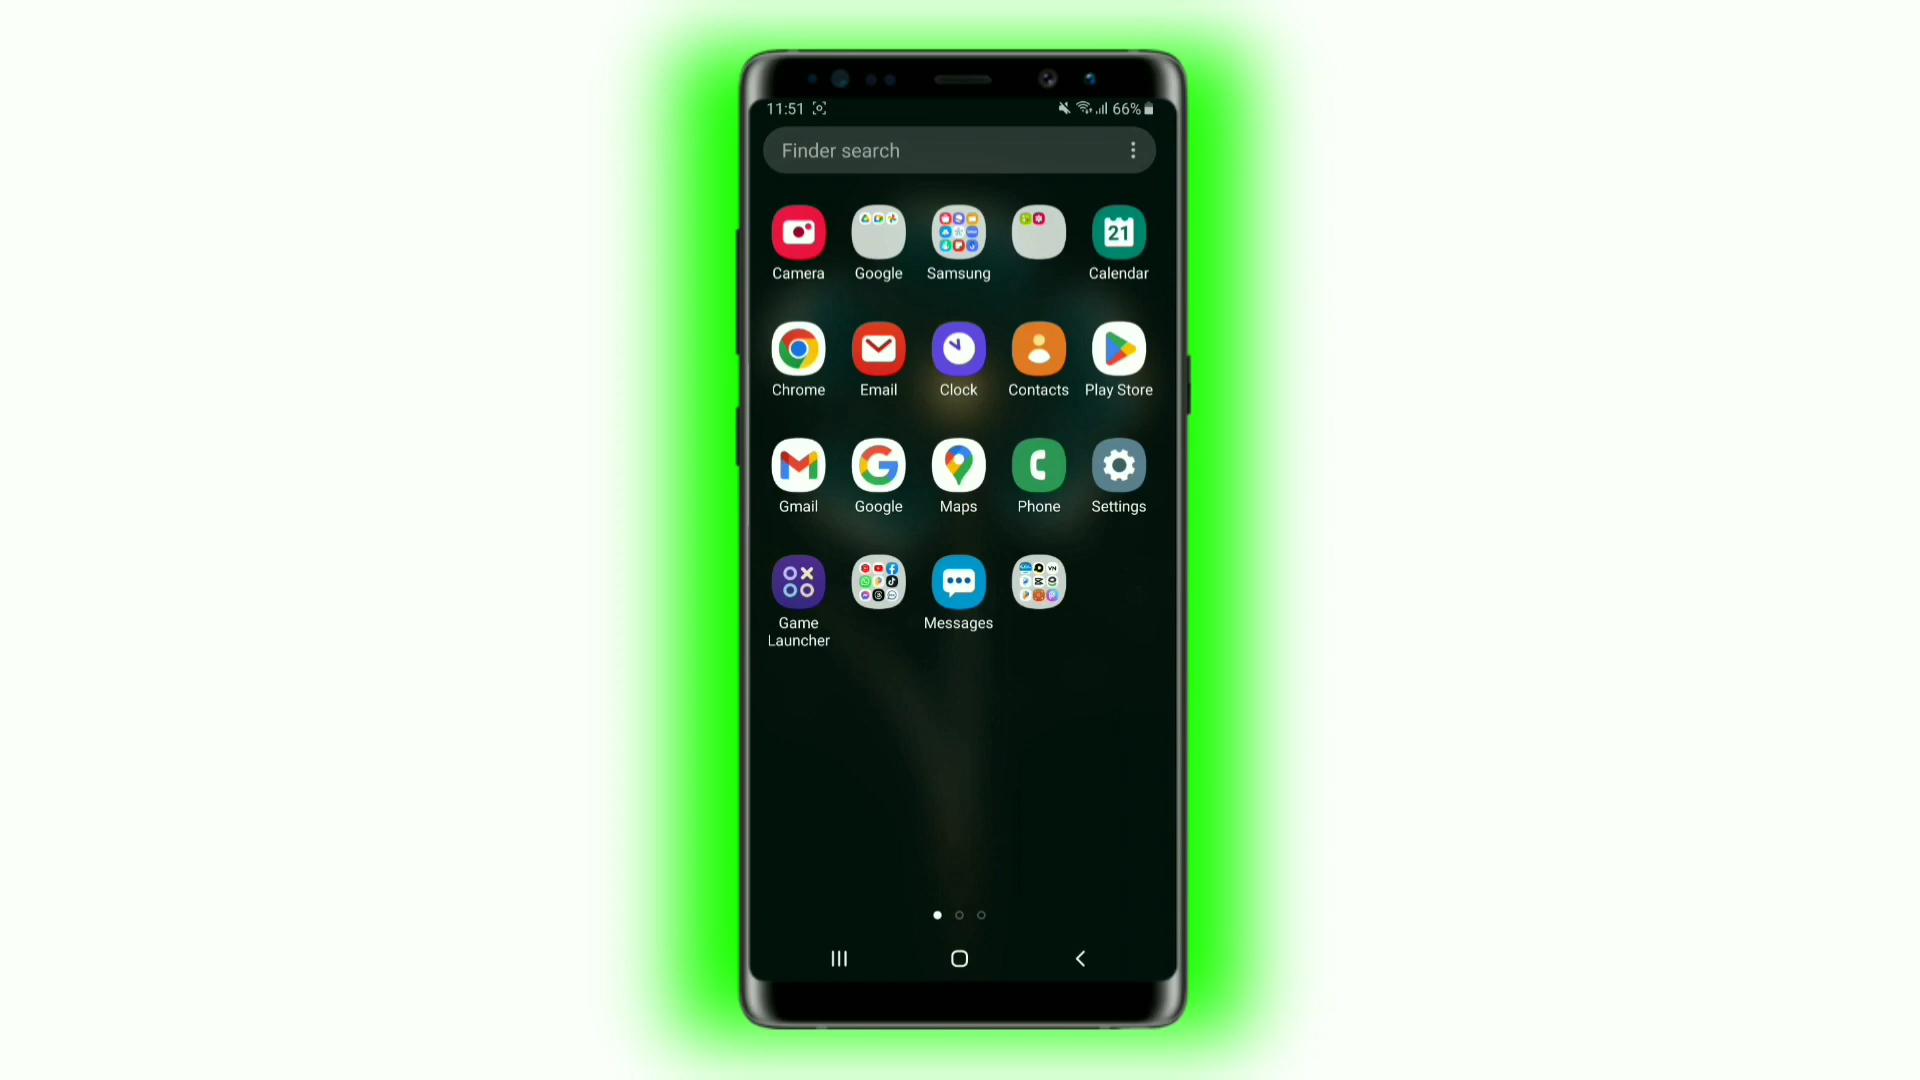 11:51
66%
Finder search
21
Camera
Google
Samsung
Calendar
Chrome
Email
Clock
Contacts
Play Store
Gmail
Google
Maps
Phone
Settings
VN
Game
Launcher
Messages